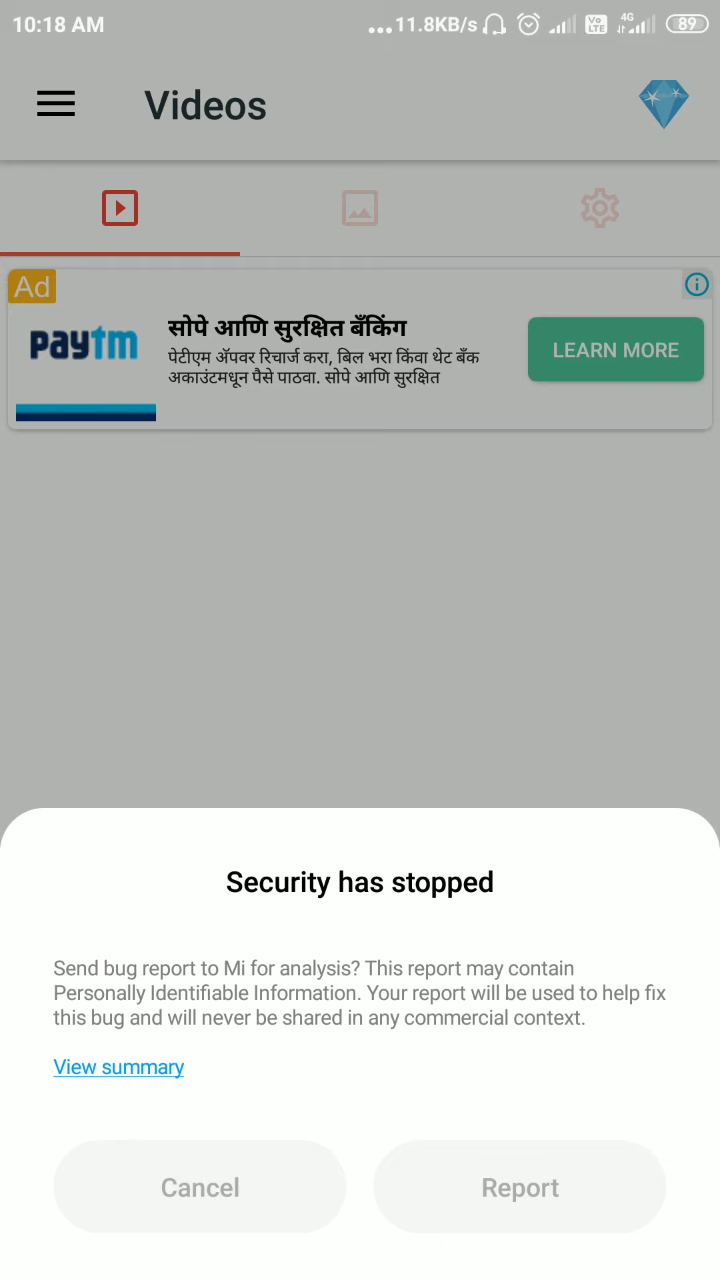 10:18 AM
...11.8KB/s
Vo LTE
4G
89
Videos
Ad
paytm
सोपे आणि सुरक्षित बँकिंग
पेटीएम ॲपवर रिचार्ज करा, बिल भरा किंवा थेट बँक
अकाउंटमधून पैसे पाठवा. सोपे आणि सुरक्षित
LEARN MORE
Security has stopped
Send bug report to Mi for analysis? This report may contain
Personally Identifiable Information. Your report will be used to help fix
this bug and will never be shared in any commercial context.
View summary
Cancel
Report